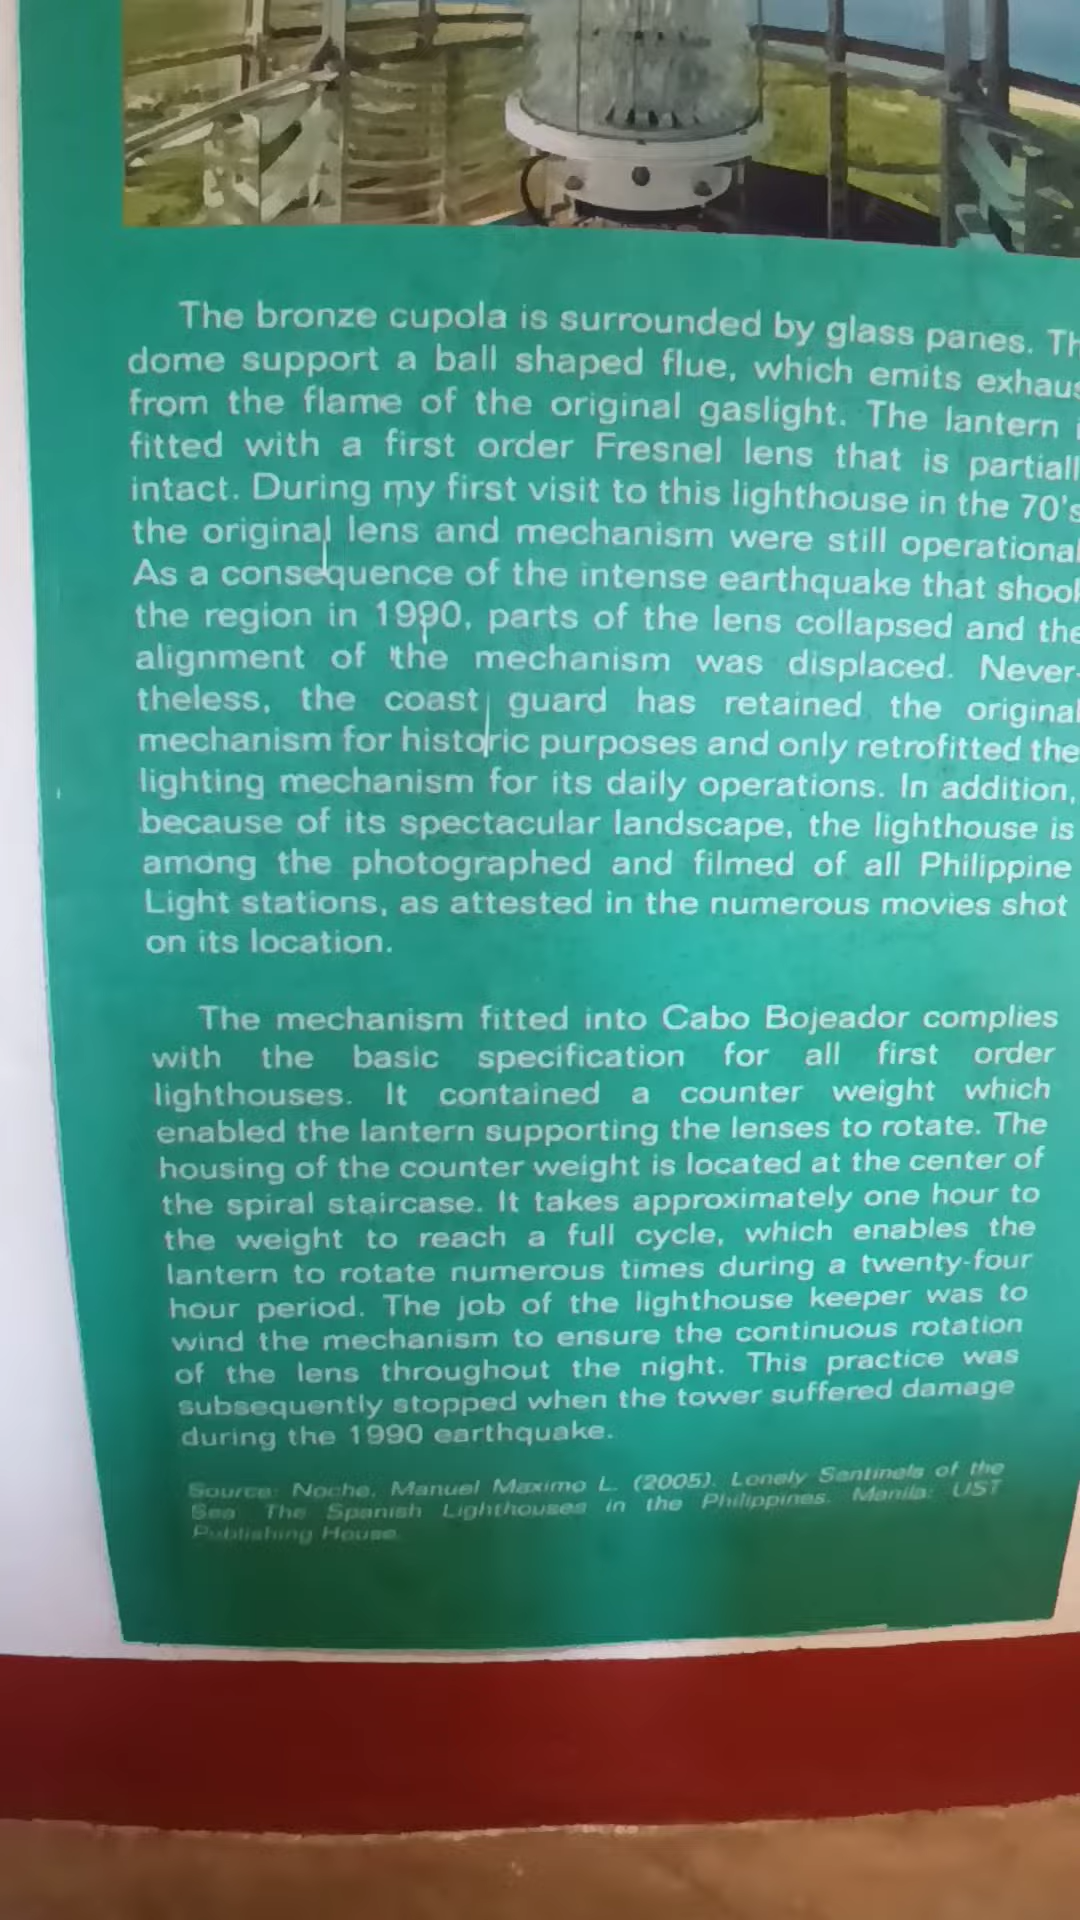 The bronze cupola is surrounded by glass panes. Th
dome support a ball shaped flue, which emits exhaus
from the flame of the original gaslight. The lantern i
fitted with a first order Fresnel lens that is partiall
intact. During my first visit to this lighthouse in the 70's
the original lens and mechanism were still operational
As a consequence of the intense earthquake that shook
the region in 1990, parts of the lens collapsed and the
alignment of the mechanism was displaced. Never-
theless, the coast guard has retained the original
mechanism for historic purposes and only retrofitted the
lighting mechanism for its daily operations. In addition,
because of its spectacular landscape, the lighthouse is
among the photographed and filmed of all Philippine
Light stations, as attested in the numerous movies shot
on its location.
The mechanism fitted into Cabo Bojeador complies
with the basic specification for all first order
lighthouses. It contained a counter weight which
enabled the lantern supporting the lenses to rotate. The
housing of the counter weight is located at the center of
the spiral staircase. It takes approximately one hour to
the weight to reach a full cycle, which enables the
lantern to rotate numerous times during a twenty-four
hour period. The job of the lighthouse keeper was to
wind the mechanism to ensure the continuous rotation
of the lens throughout the night. This practice was
subsequently stopped when the tower suffered damage
during the 1990 earthquake.
Source: Noche, Manuel Maximo L. (2005). Lonely Sentinels of the
Sea The Spanish Lighthouses in the Philippines. Manila: UST
Publishing House